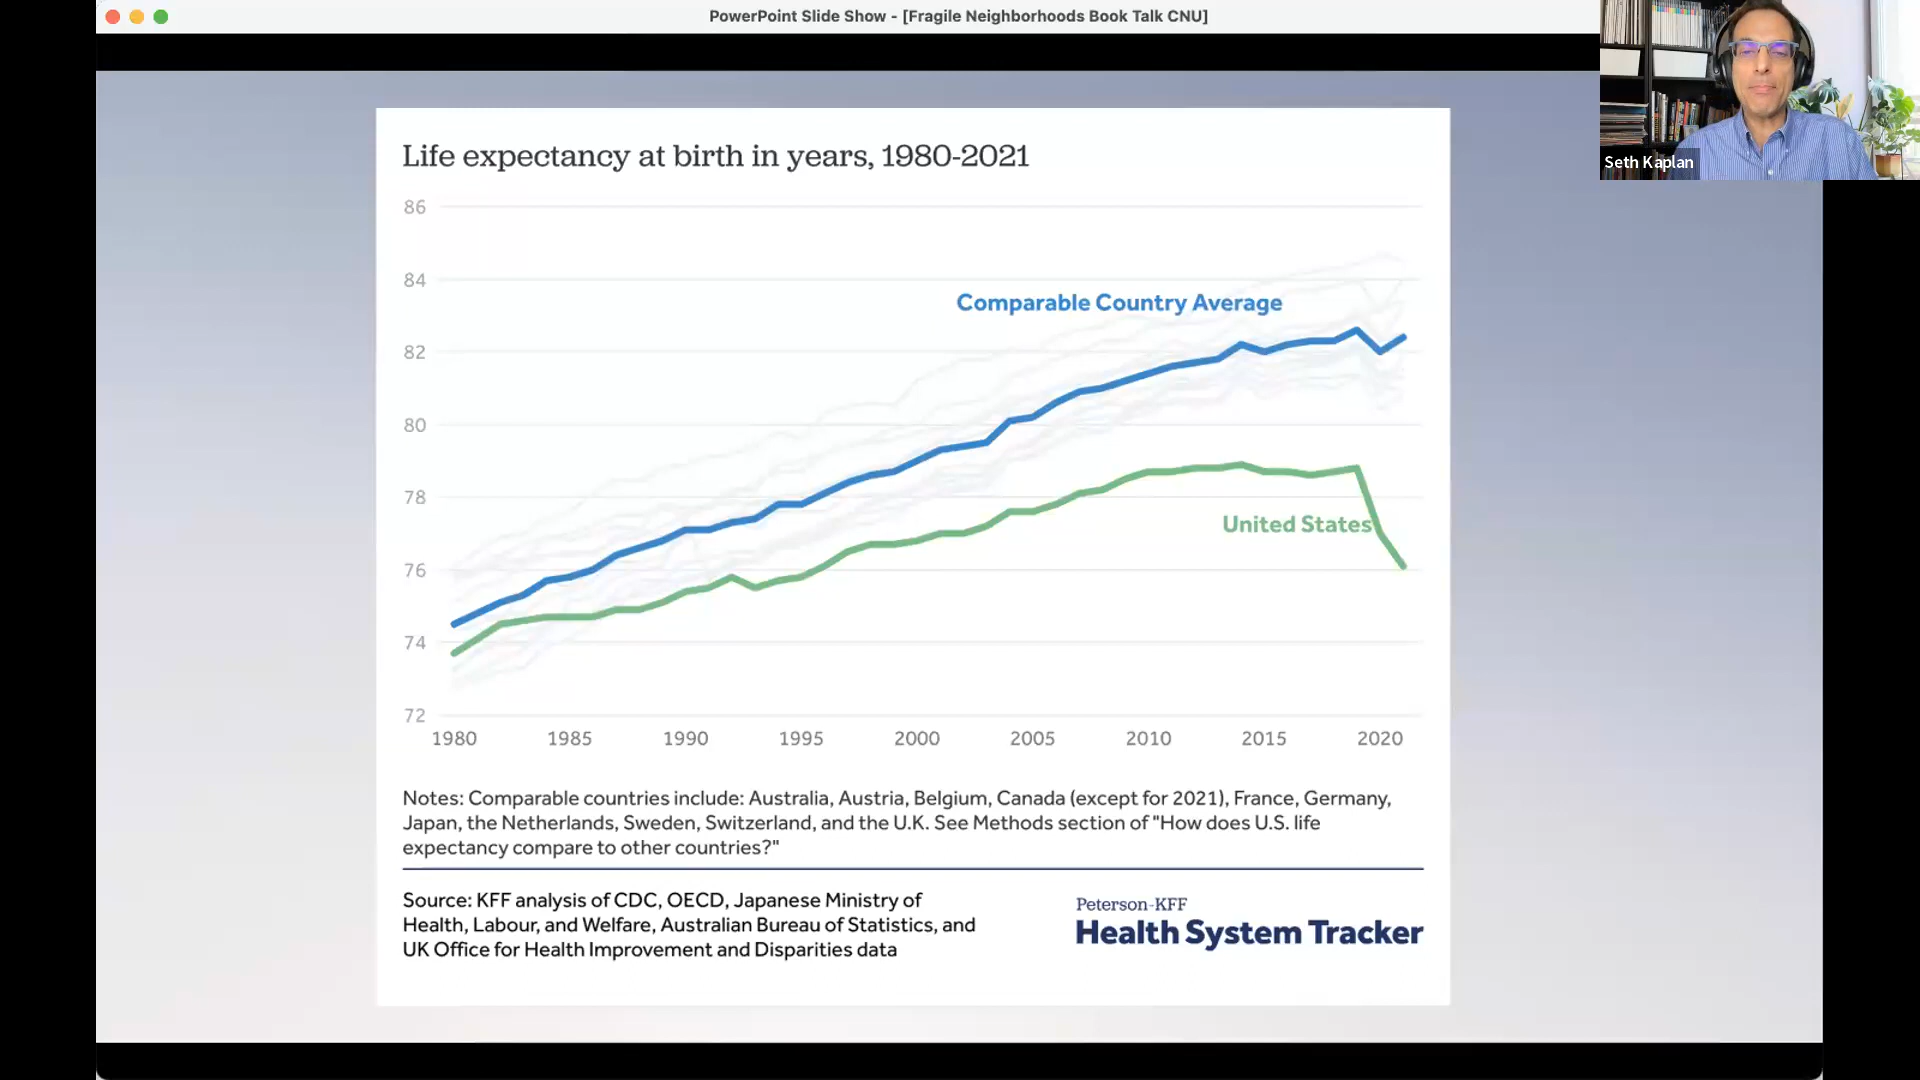 PowerPoint Slide Show - [Fragile Neighborhoods Book Talk CNU]
Seth Kaplan
Life expectancy at birth in years, 1980-2021
86
84
Comparable Country Average
82
80
78
United States
76
74
72
1980 1985 1990 1995 2000 2005 2010 2015 2020
Notes: Comparable countries include: Australia, Austria, Belgium, Canada (except for 2021), France, Germany,
Japan, the Netherlands, Sweden, Switzerland, and the U.K. See Methods section of "How does U.S. life
expectancy compare to other countries?"
Source: KFF analysis of CDC, OECD, Japanese Ministry of
Health, Labour, and Welfare, Australian Bureau of Statistics, and
UK Office for Health Improvement and Disparities data
Peterson-KFF
Health System Tracker